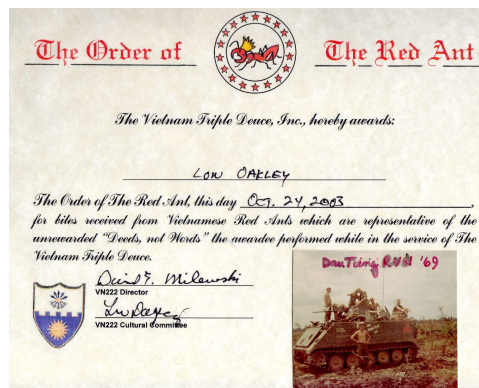 The Order of The Red Ant
The Vietnam Triple Deuce, Inc., hereby awards:
Lou Oakley
The Order of The Red Ant, this day Oct. 24, 2003,
for bites received from Vietnamese Red Ants which are representative of the
unrewarded "Deeds, not Words" the awardee performed while in the service of The
Vietnam Triple Deuce.
David F. Milewski
VN222 Director
VN222 Cultural Committee
Dau Tieng RVN '69